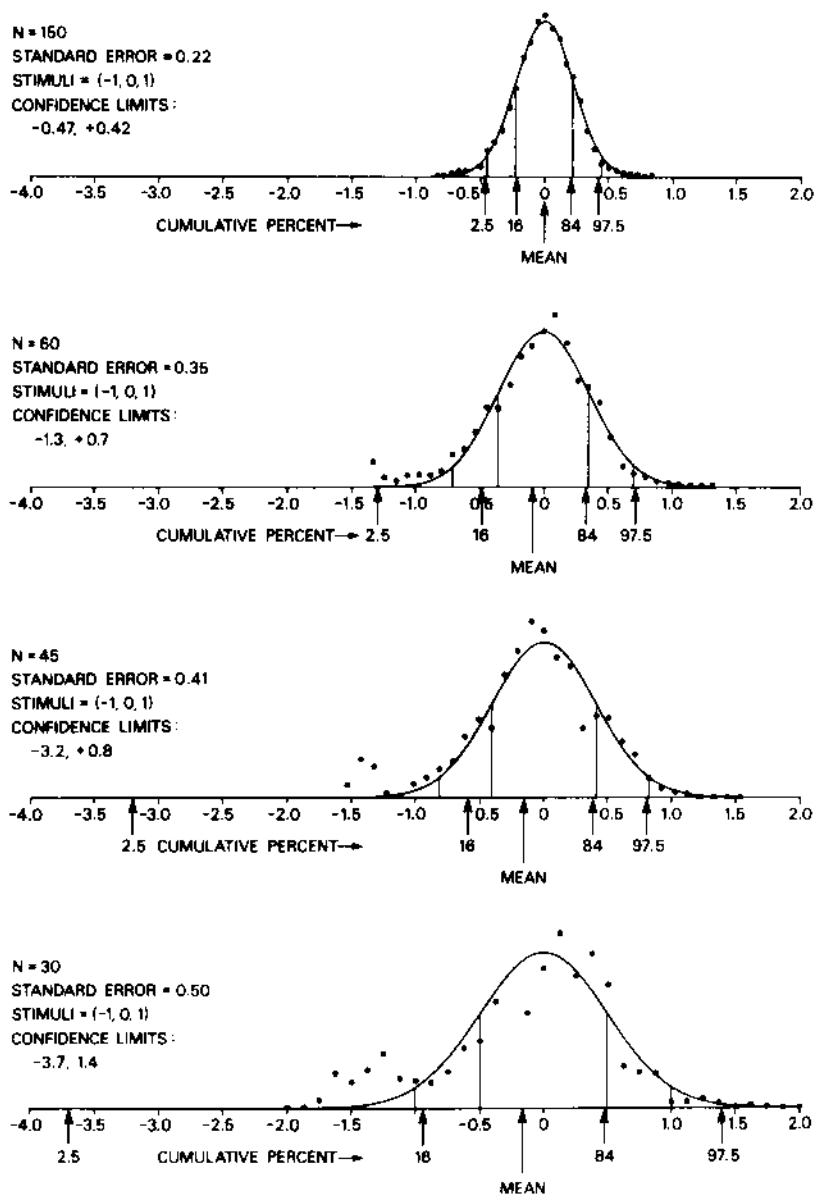 N = 150
STANDARD ERROR = 0.22
STIMULI = (-1, 0, 1)
CONFIDENCE LIMITS :
-0.47, +0.42
-4.0 -3.5 -3.0 -2.5 -2.0 -1.5 -1.0 -0.5 0 0.5 1.0 1.5 2.0
CUMULATIVE PERCENT→ 2.5 16 84 97.5
MEAN
N = 60
STANDARD ERROR = 0.35
STIMULI = (-1, 0, 1)
CONFIDENCE LIMITS :
-1.3, +0.7
-4.0 -3.5 -3.0 -2.5 -2.0 -1.5 -1.0 0.5 0 0.5 1.0 1.5 2.0
CUMULATIVE PERCENT→ 2.5 16 84 97.5
MEAN
N = 45
STANDARD ERROR = 0.41
STIMULI = (-1, 0, 1)
CONFIDENCE LIMITS :
-3.2, +0.8
-4.0 -3.5 -3.0 -2.5 -2.0 -1.5 -1.0 0.5 0 0.5 1.0 1.5 2.0
2.5 CUMULATIVE PERCENT→ 16 84 97.5
MEAN
N = 30
STANDARD ERROR = 0.50
STIMULI = (-1, 0, 1)
CONFIDENCE LIMITS :
-3.7, 1.4
-4.0 -3.5 -3.0 -2.5 -2.0 -1.5 -1.0 -0.5 0 0.5 1.0 1.5 2.0
2.5 CUMULATIVE PERCENT→ 16 84 97.5
MEAN